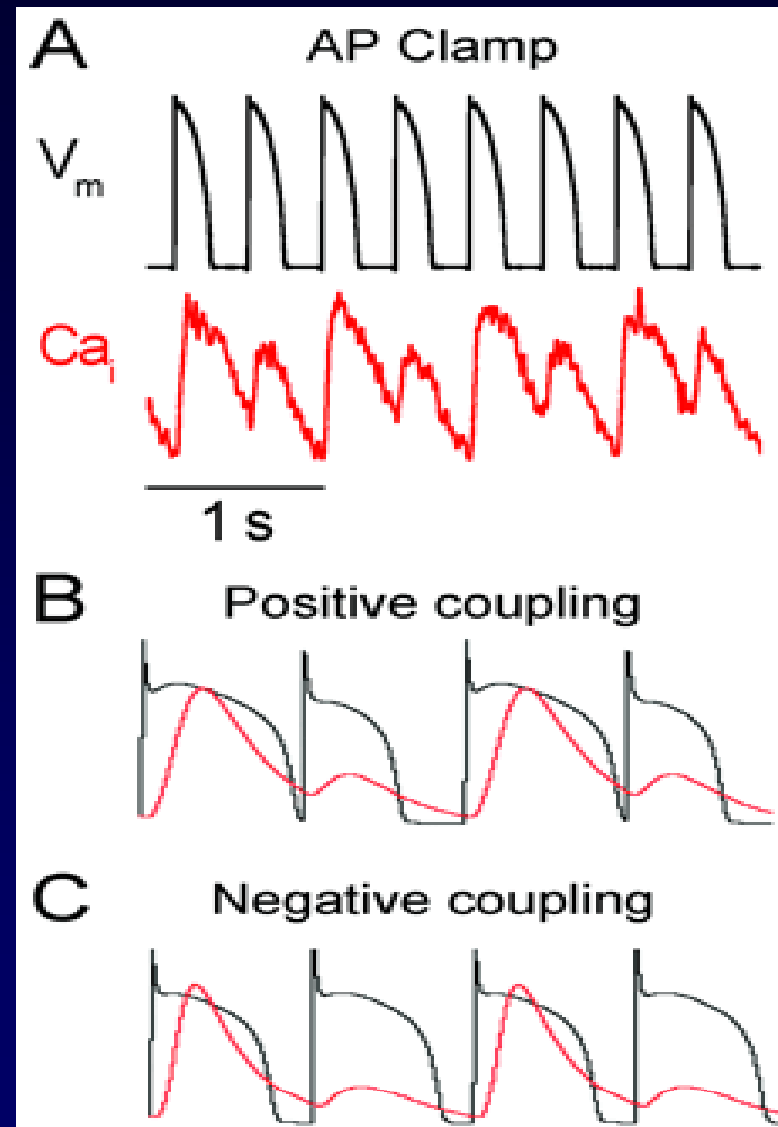 A AP Clamp
Vm
Cai
1 s
B Positive coupling
C Negative coupling